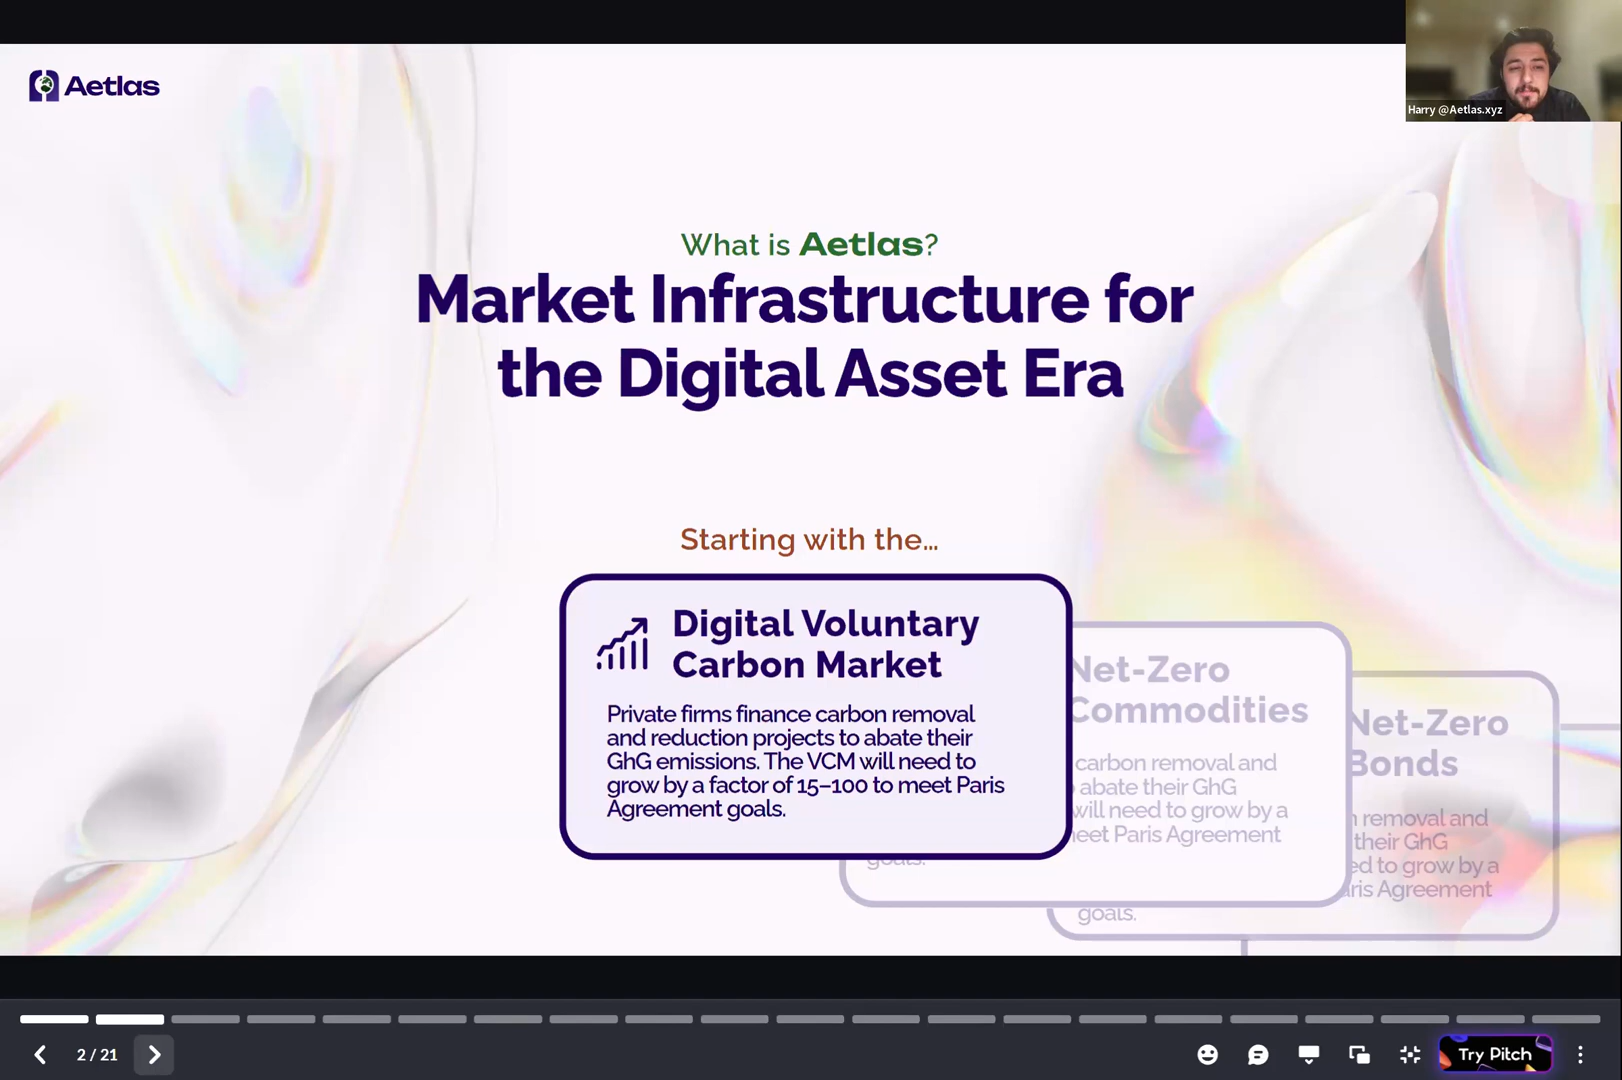 Aetlas
Harry @Aetlas.xyz
What is Aetlas?
Market Infrastructure for
the Digital Asset Era
Starting with the...
Digital Voluntary
Carbon Market
Private firms finance carbon removal
and reduction projects to abate their
GhG emissions. The VCM will need to
grow by a factor of 15–100 to meet Paris
Agreement goals.
Net-Zero
Commodities
carbon removal and
abate their GhG
will need to grow by a
meet Paris Agreement
goals.
Net-Zero
Bonds
removal and
their GhG
ed to grow by a
aris Agreement
goals.
2 / 21
Try Pitch